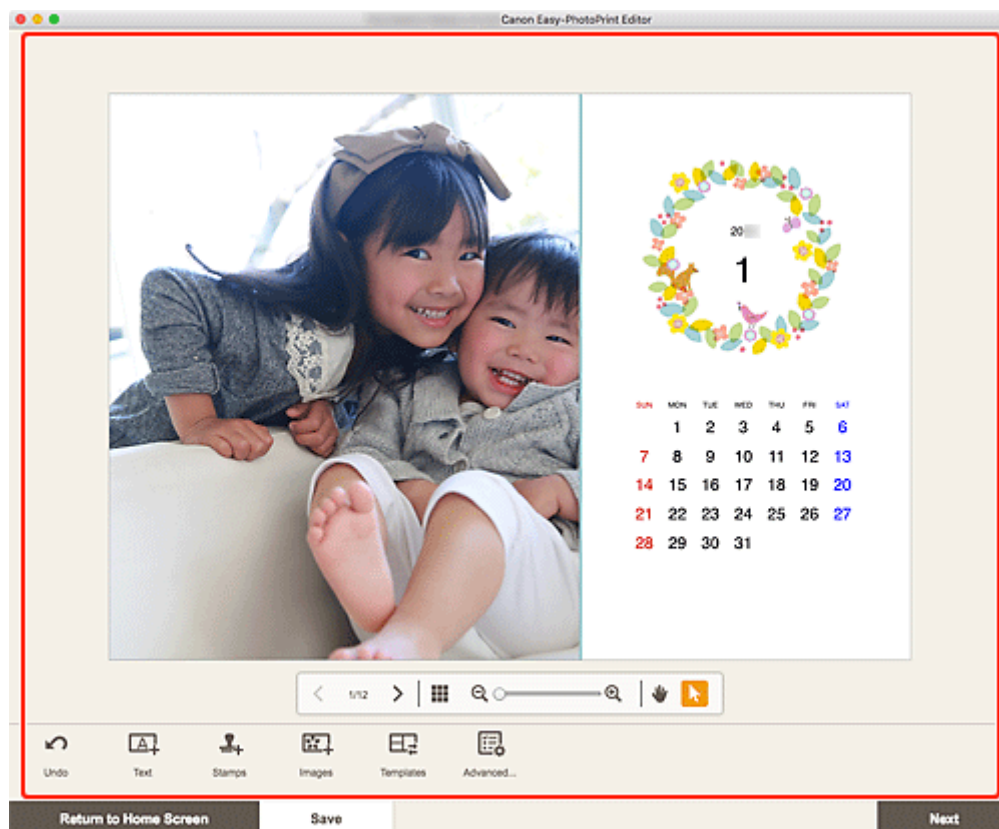 Canon Easy-PhotoPrint Editor
20
1
SUN MON TUE WED THU FRI SAT
1 2 3 4 5 6
7 8 9 10 11 12 13
14 15 16 17 18 19 20
21 22 23 24 25 26 27
28 29 30 31
1/12
Undo Text Stamps Images Templates Advanced...
Return to Home Screen Save Next